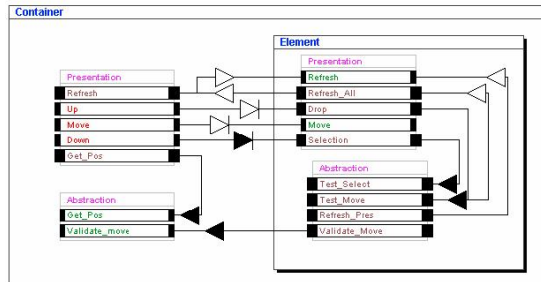 Container
Element
Presentation
Refresh
Up
Move
Down
Get_Pos
Abstraction
Get_Pos
Validate_move
Presentation
Refresh
Refresh_All
Drop
Move
Selection
Abstraction
Test_Select
Test_Move
Refresh_Pres
Validate_Move